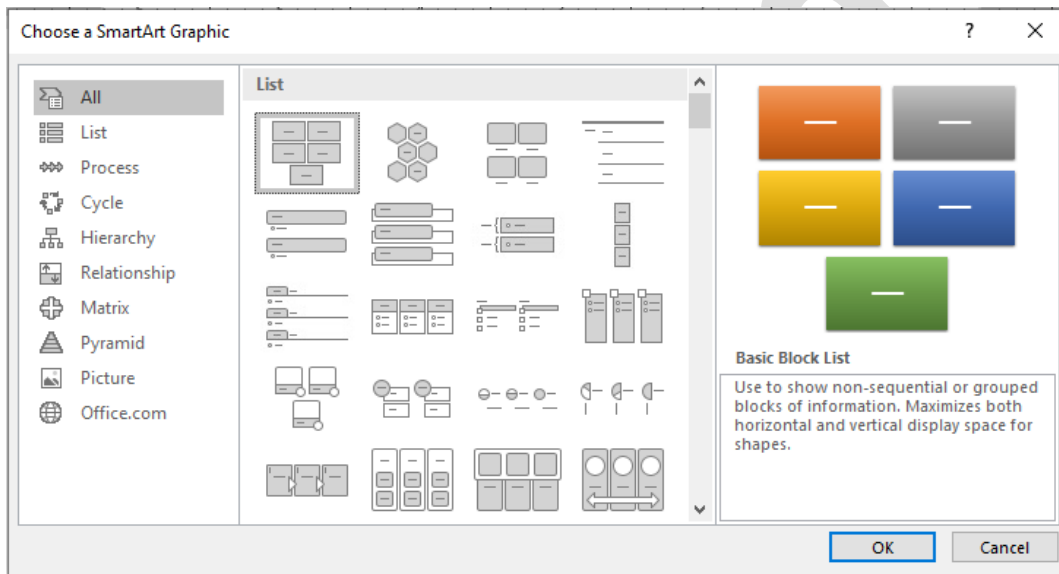 Choose a SmartArt Graphic
?
All
List
Process
Cycle
Hierarchy
Relationship
Matrix
Pyramid
Picture
Office.com
List
Basic Block List
Use to show non-sequential or grouped
blocks of information. Maximizes both
horizontal and vertical display space for
shapes.
OK
Cancel